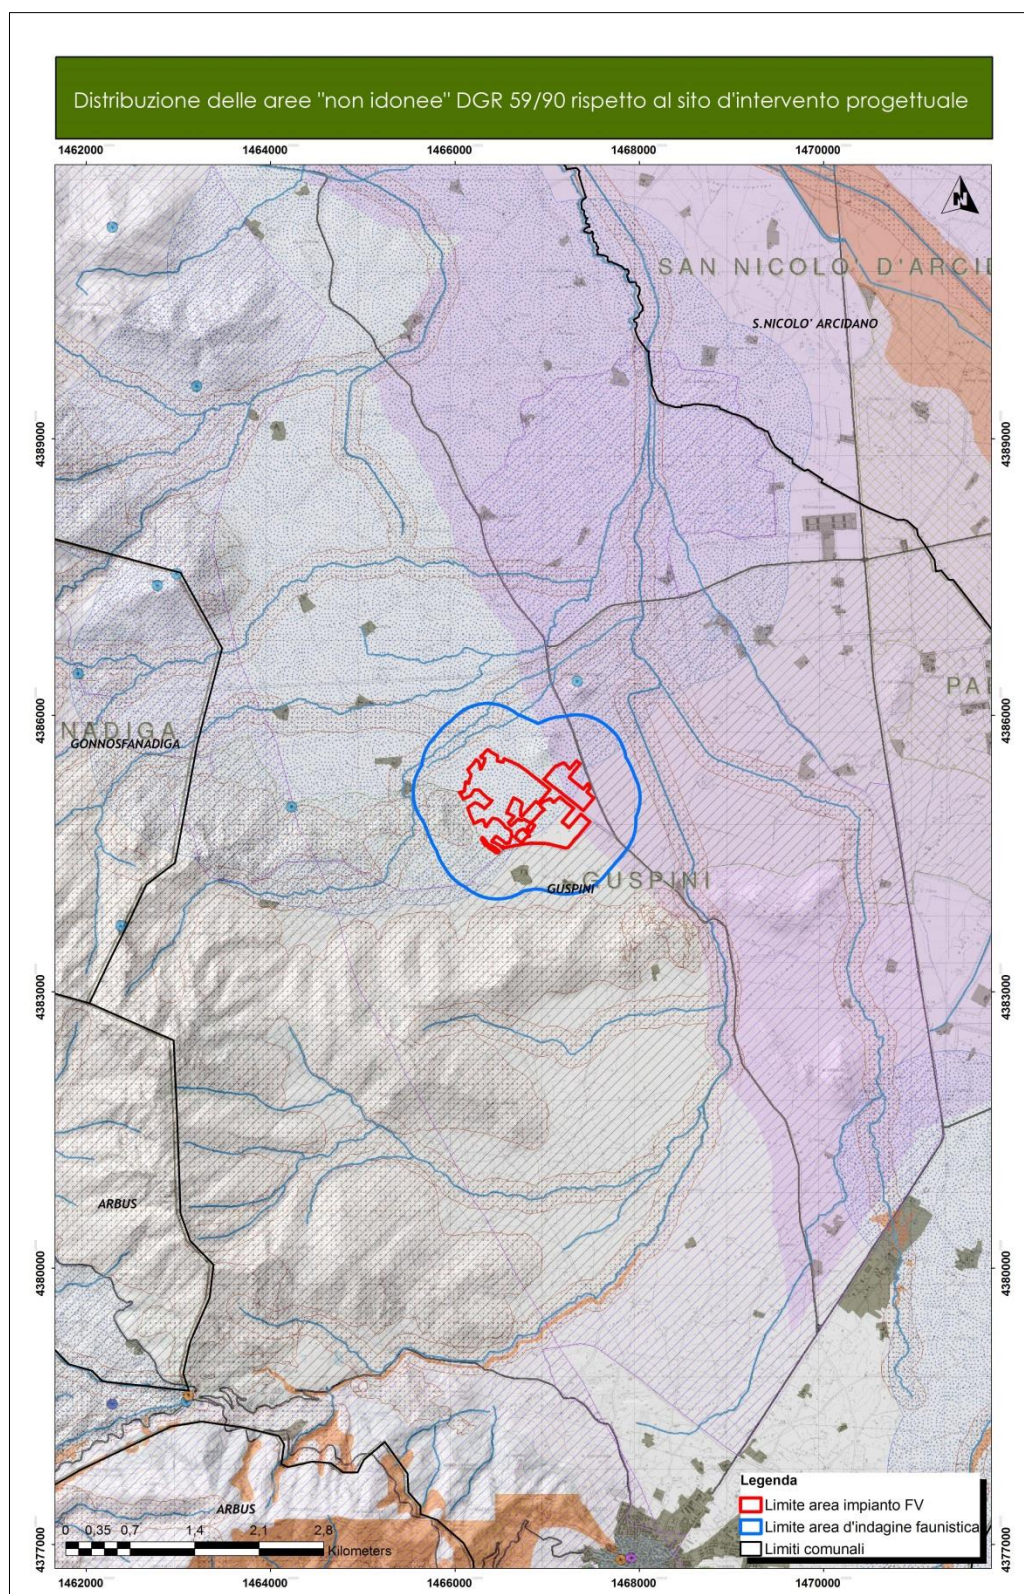 Distribuzione delle aree "non idonee" DGR 59/90 rispetto al sito d'intervento progettuale
1462000 1464000 1466000 1468000 1470000
N
SAN NICOLO' D'ARCID
S.NICOLO' ARCIDANO
4389000 4389000
4386000 4386000
NADIGA
GONNOSFANADIGA
PAL
GUSPINI
GUSPINI
4383000 4383000
ARBUS
4380000 4380000
ARBUS
0 0,35 0,7 1,4 2,1 2,8
Kilometers
Legenda
Limite area impianto FV
Limite area d'indagine faunistica
Limiti comunali
4377000 4377000
1462000 1464000 1466000 1468000 1470000